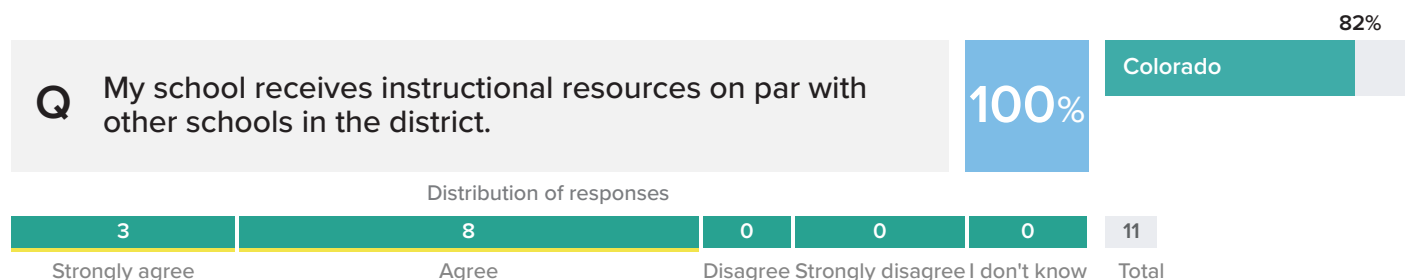 82%
Q
My school receives instructional resources on par with
other schools in the district.
100%
Colorado
Distribution of responses
3 8 0 0 0 11
Strongly agree Agree Disagree Strongly disagree I don't know Total